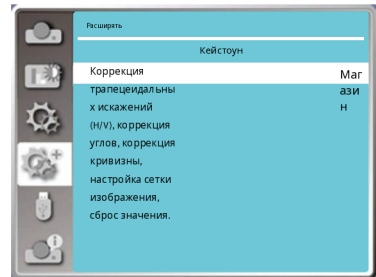 Расширять
Кейстоун
Коррекция
трапецеидальны
х искажений
(H/V), коррекция
углов, коррекция
кривизны,
настройка сетки
изображения,
сброс значения.
Маг
ази
н